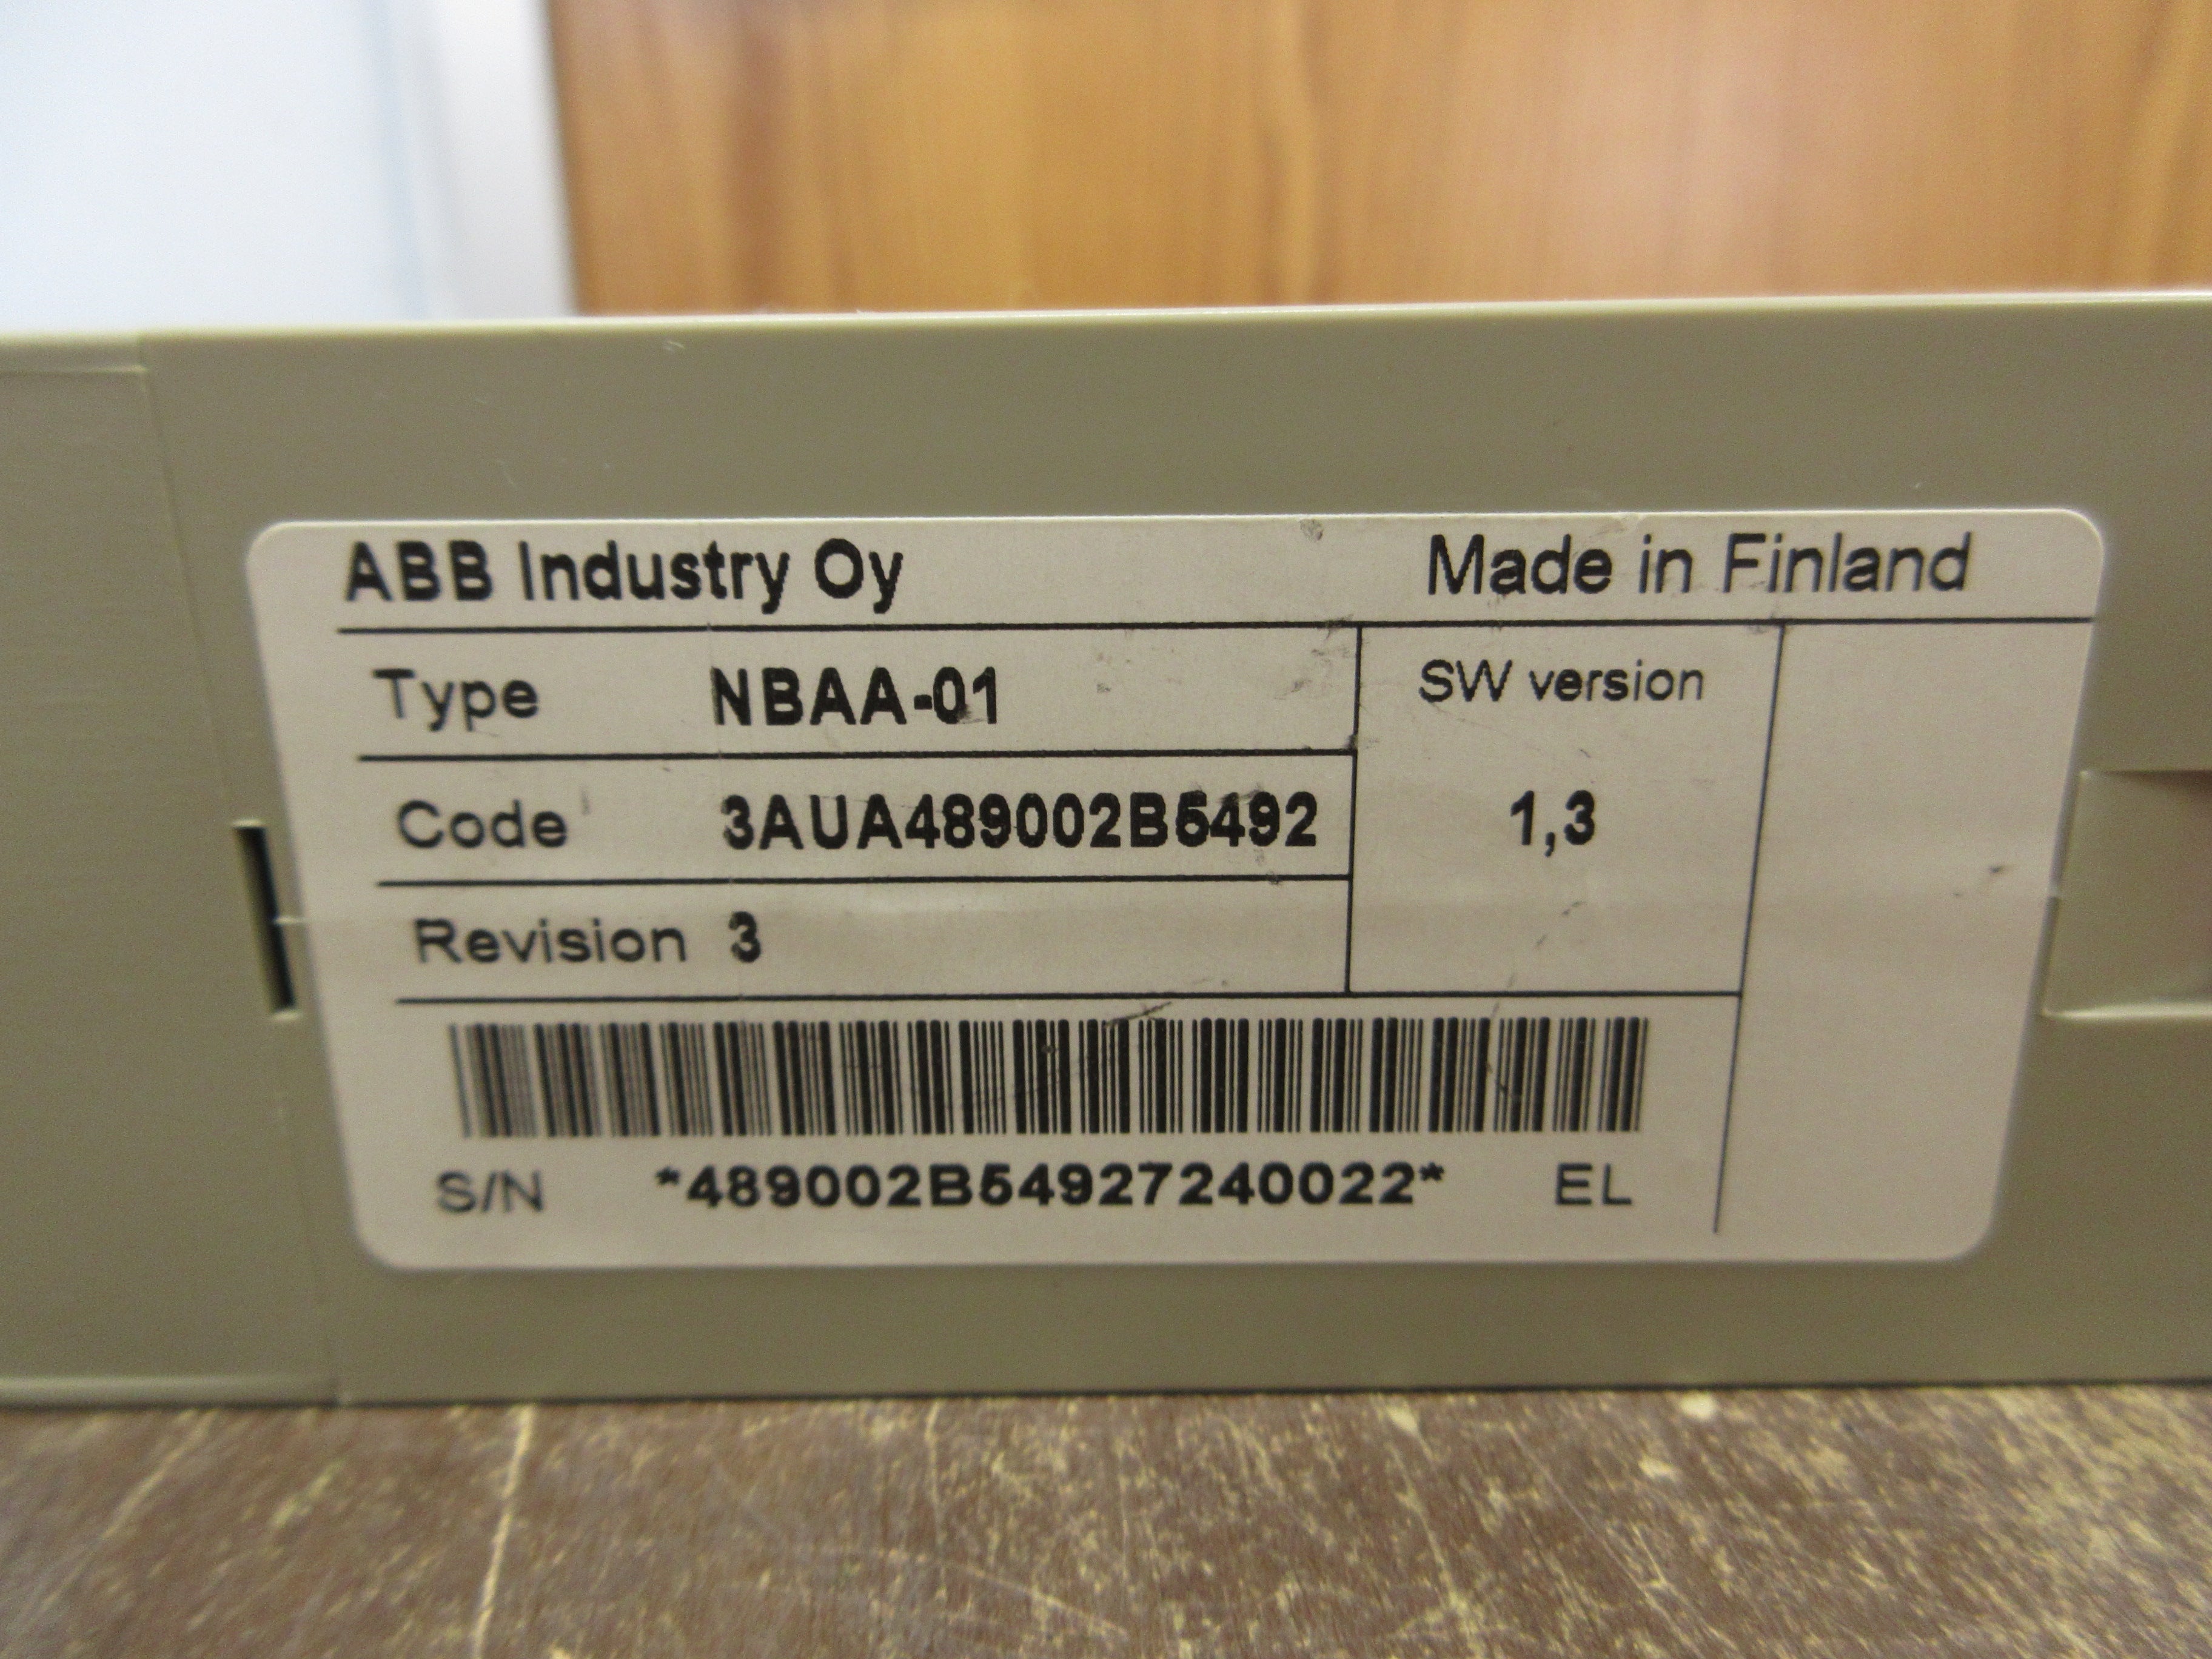 ABB Industry Oy Made in Finland
Type NBAA-01 SW version
Code 3AUA489002B5492 1,3
Revision 3
S/N *489002B54927240022* EL